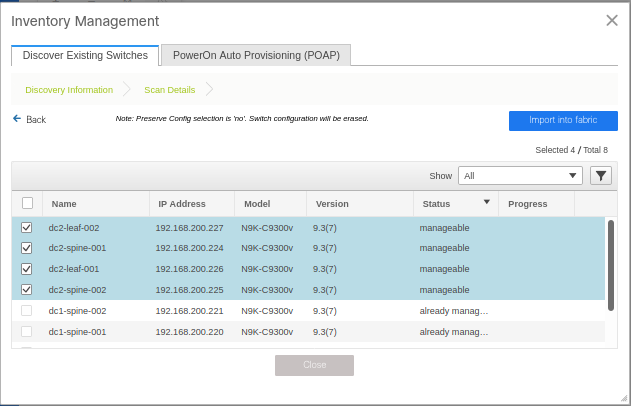 Inventory Management
Discover Existing Switches PowerOn Auto Provisioning (POAP)
Discovery Information Scan Details
Back Note: Preserve Config selection is 'no'. Switch configuration will be erased. Import into fabric
Selected 4 / Total 8
Show All
Name IP Address Model Version Status Progress
dc2-leaf-002 192.168.200.227 N9K-C9300v 9.3(7) manageable
dc2-spine-001 192.168.200.224 N9K-C9300v 9.3(7) manageable
dc2-leaf-001 192.168.200.226 N9K-C9300v 9.3(7) manageable
dc2-spine-002 192.168.200.225 N9K-C9300v 9.3(7) manageable
dc1-spine-002 192.168.200.221 N9K-C9300v 9.3(7) already manag...
dc1-spine-001 192.168.200.220 N9K-C9300v 9.3(7) already manag...
Close